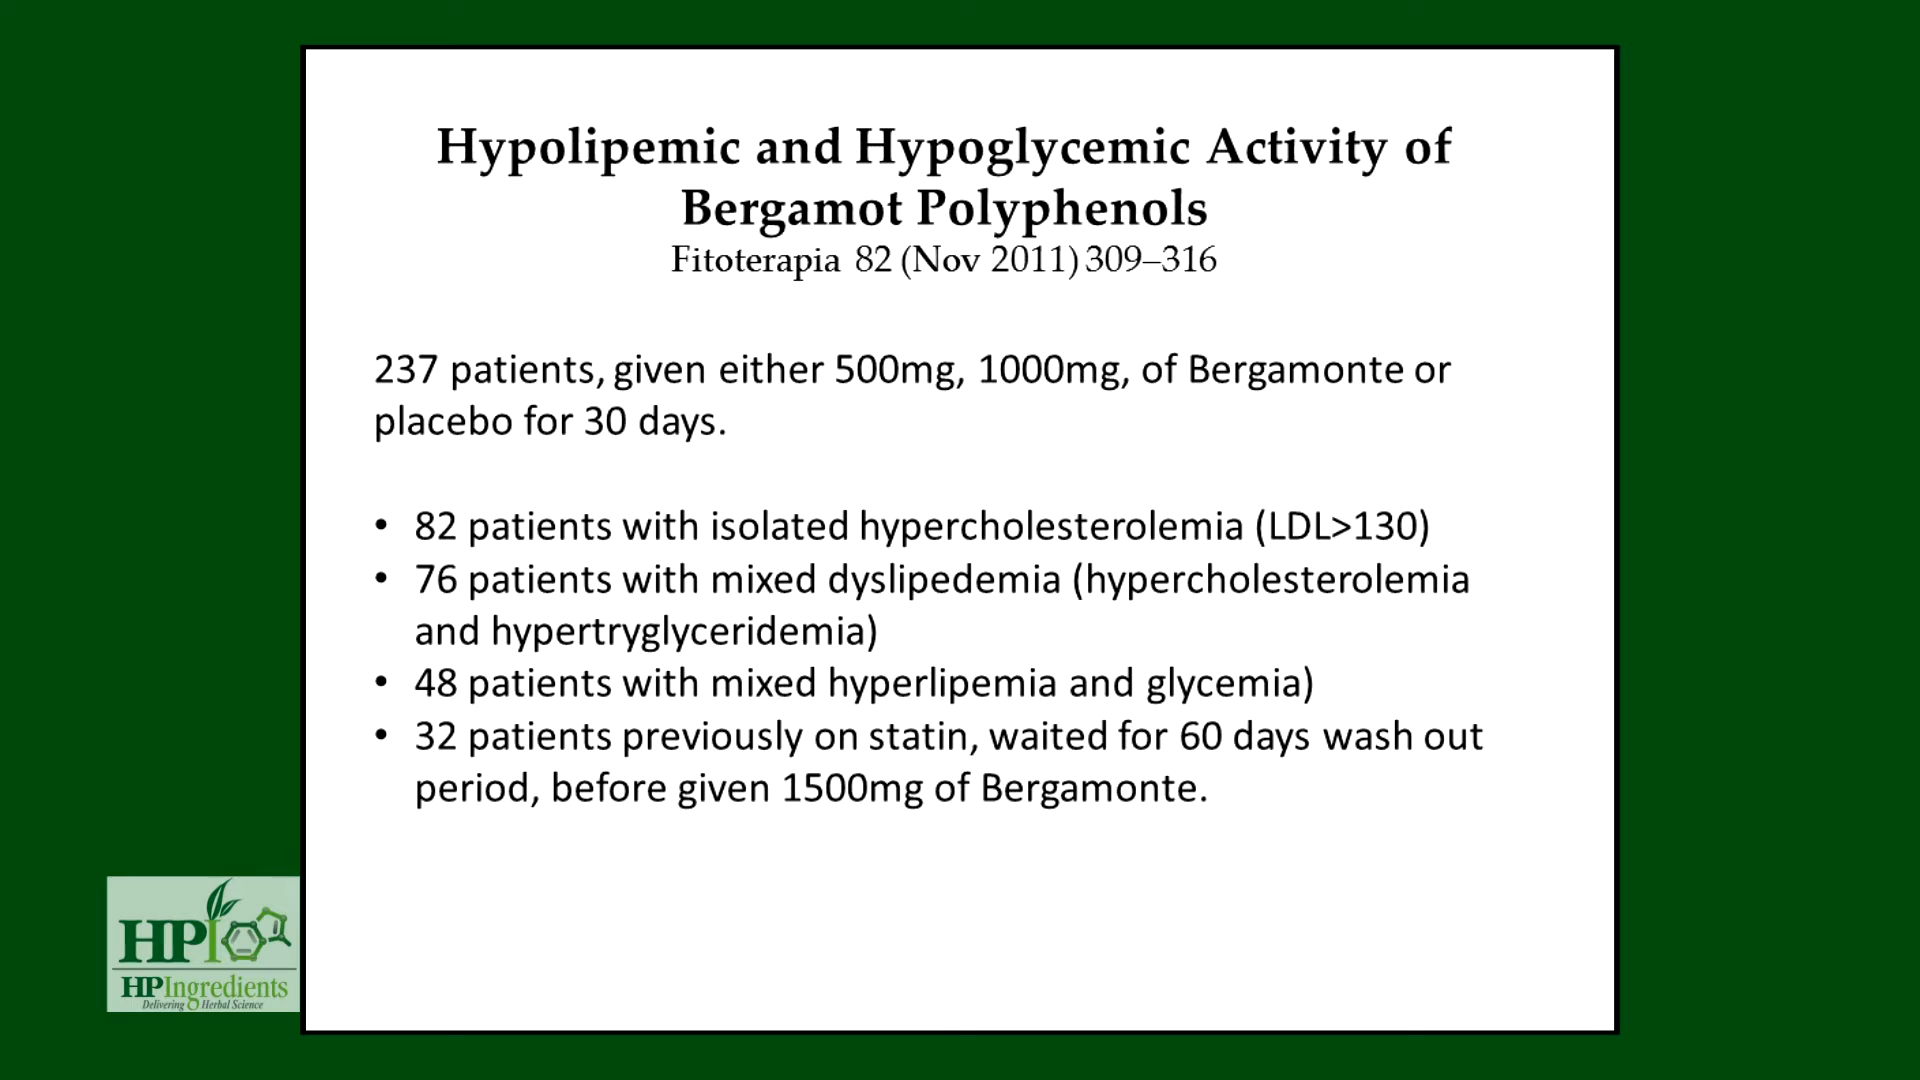 Hypolipemic and Hypoglycemic Activity of
Bergamot Polyphenols
Fitoterapia 82 (Nov 2011) 309–316
237 patients, given either 500mg, 1000mg, of Bergamonte or
placebo for 30 days.
• 82 patients with isolated hypercholesterolemia (LDL>130)
• 76 patients with mixed dyslipedemia (hypercholesterolemia
and hypertryglyceridemia)
• 48 patients with mixed hyperlipemia and glycemia)
• 32 patients previously on statin, waited for 60 days wash out
period, before given 1500mg of Bergamonte.
HPI
HPIngredients
Delivering Herbal Science